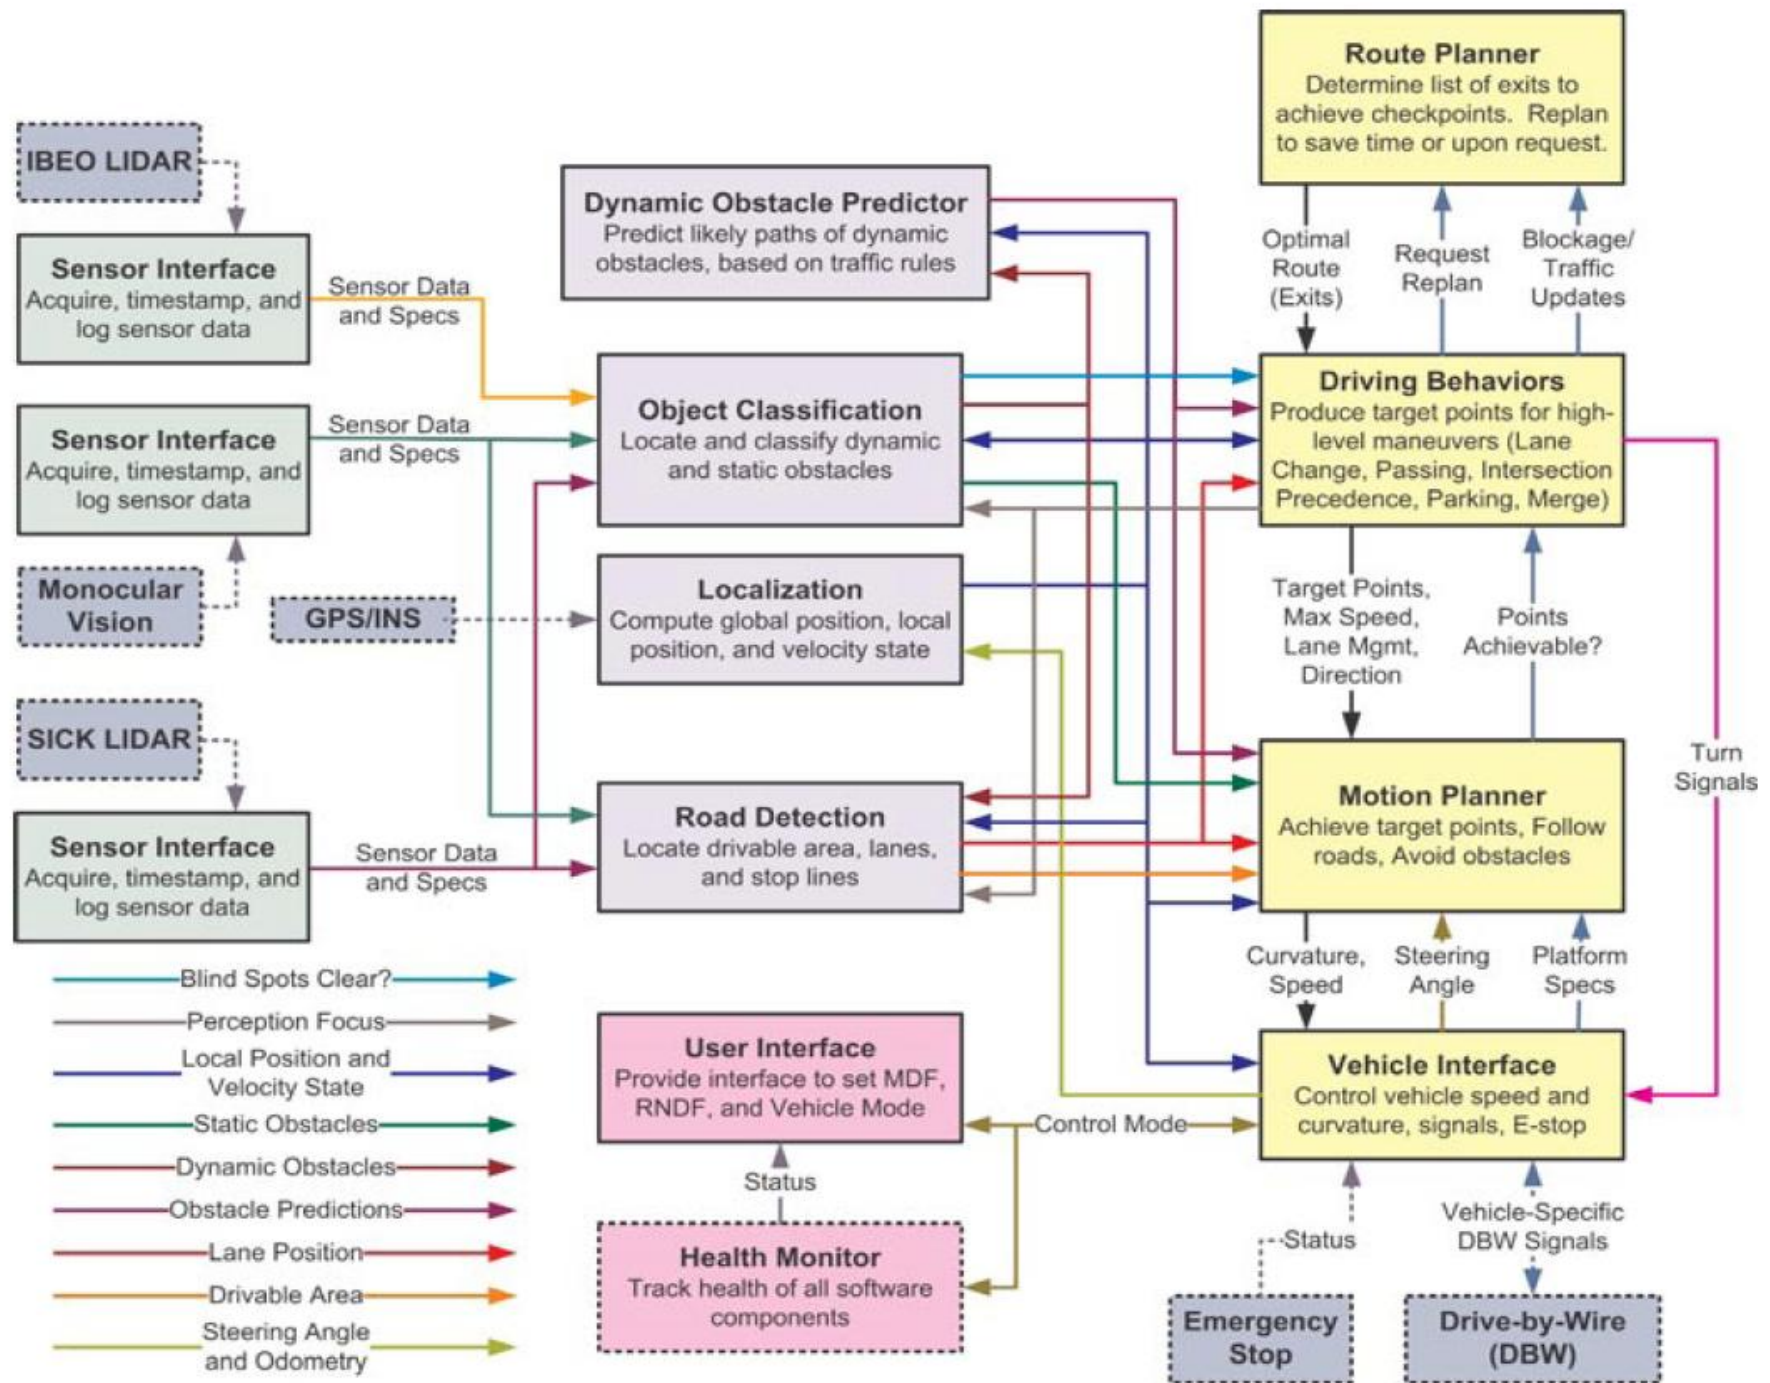 Route Planner
Determine list of exits to
achieve checkpoints.  Replan
to save time or upon request.
IBEO LIDAR
Sensor Interface
Acquire, timestamp, and
log sensor data
Sensor Data
and Specs
Dynamic Obstacle Predictor
Predict likely paths of dynamic
obstacles, based on traffic rules
Optimal
Route
(Exits)
Request
Replan
Blockage/
Traffic
Updates
Sensor Interface
Acquire, timestamp, and
log sensor data
Sensor Data
and Specs
Object Classification
Locate and classify dynamic
and static obstacles
Driving Behaviors
Produce target points for high-
level maneuvers (Lane
Change, Passing, Intersection
Precedence, Parking, Merge)
Monocular
Vision
GPS/INS
Localization
Compute global position, local
position, and velocity state
Target Points,
Max Speed,
Lane Mgmt,
Direction
Points
Achievable?
SICK LIDAR
Sensor Interface
Acquire, timestamp, and
log sensor data
Sensor Data
and Specs
Road Detection
Locate drivable area, lanes,
and stop lines
Motion Planner
Achieve target points, Follow
roads, Avoid obstacles
Turn
Signals
Curvature,
Speed
Steering
Angle
Platform
Specs
User Interface
Provide interface to set MDF,
RNDF, and Vehicle Mode
Control Mode
Vehicle Interface
Control vehicle speed and
curvature, signals, E-stop
Status
Health Monitor
Track health of all software
components
Status
Vehicle-Specific
DBW Signals
Emergency
Stop
Drive-by-Wire
(DBW)
Blind Spots Clear?
Perception Focus
Local Position and
Velocity State
Static Obstacles
Dynamic Obstacles
Obstacle Predictions
Lane Position
Drivable Area
Steering Angle
and Odometry